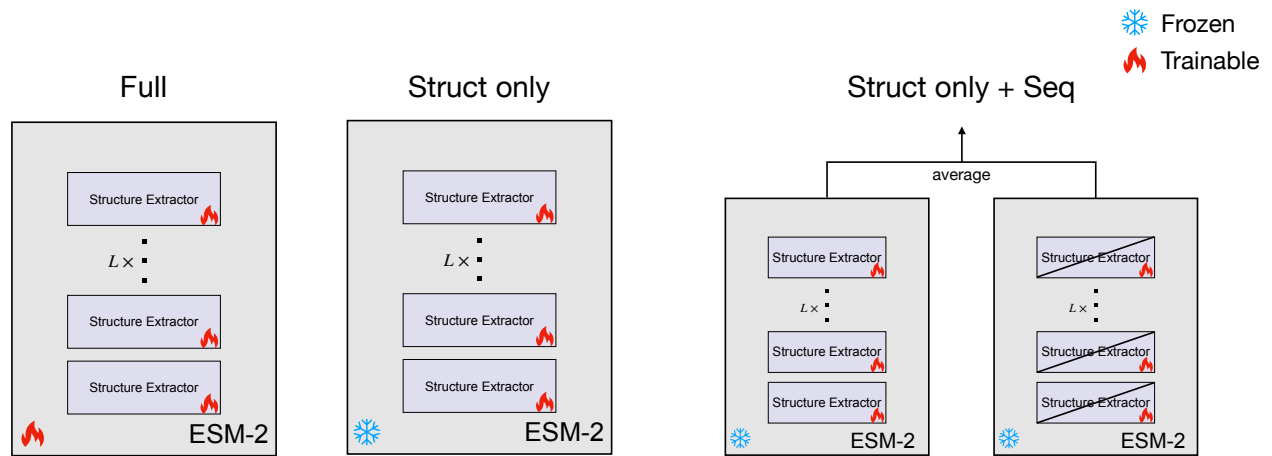 Frozen
Trainable
Full
Struct only
Struct only + Seq
average
Structure Extractor
L ×
Structure Extractor
Structure Extractor
ESM-2
Structure Extractor
L ×
Structure Extractor
Structure Extractor
ESM-2
Structure Extractor
L ×
Structure Extractor
Structure Extractor
ESM-2
Structure Extractor
L ×
Structure Extractor
Structure Extractor
ESM-2